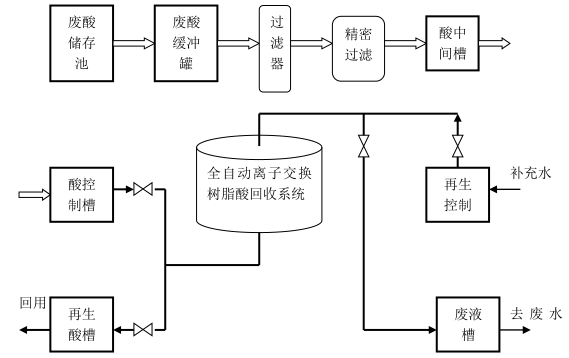 废酸
储存
池
废酸
缓冲
罐
过
滤
器
精密
过滤
酸中
间槽
全自动离子交换
树脂酸回收系统
酸控
制槽
再生
控制
补充水
回用
再生
酸槽
废液
槽
去废水